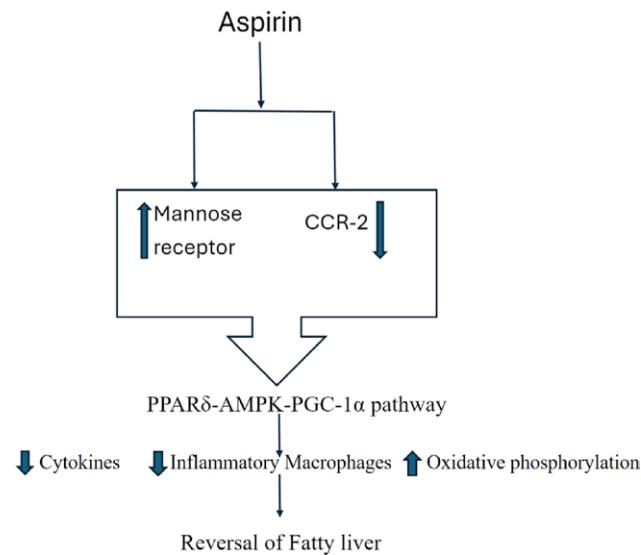 Aspirin
Mannose
receptor
CCR-2
PPARδ-AMPK-PGC-1α pathway
Cytokines
Inflammatory Macrophages
Oxidative phosphorylation
Reversal of Fatty liver